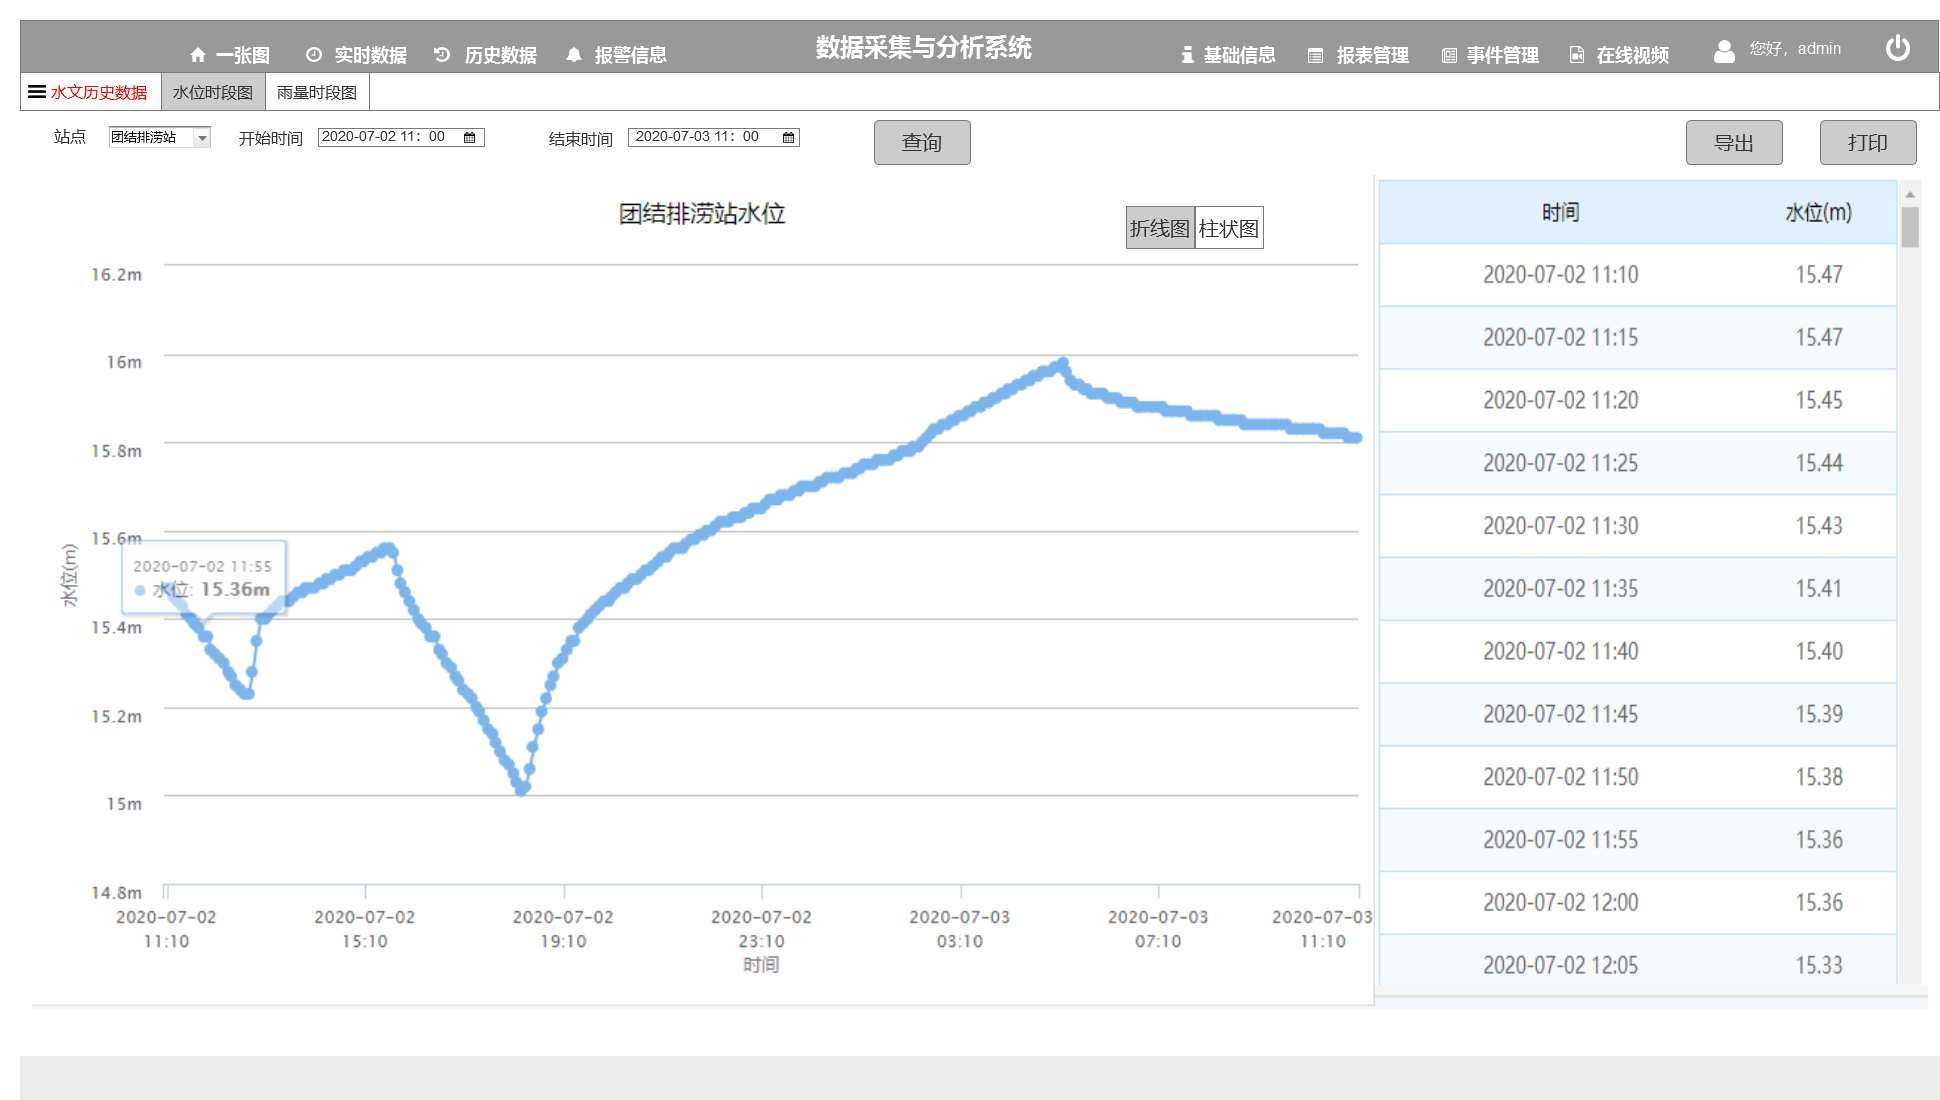 一张图 实时数据 历史数据 报警信息 数据采集与分析系统 基础信息 报表管理 事件管理 在线视频 您好，admin
水文历史数据 水位时段图 雨量时段图
站点 团结排涝站 开始时间 2020-07-02 11：00 结束时间 2020-07-03 11：00 查询 导出 打印
团结排涝站水位
折线图 柱状图
16.2m
16m
15.8m
15.6m
15.4m
15.2m
15m
14.8m
水位(m)
2020-07-02 11:55
水位: 15.36m
2020-07-02 2020-07-02 2020-07-02 2020-07-02 2020-07-03 2020-07-03 2020-07-03
11:10 15:10 19:10 23:10 03:10 07:10 11:10
时间
时间 水位(m)
2020-07-02 11:10 15.47
2020-07-02 11:15 15.47
2020-07-02 11:20 15.45
2020-07-02 11:25 15.44
2020-07-02 11:30 15.43
2020-07-02 11:35 15.41
2020-07-02 11:40 15.40
2020-07-02 11:45 15.39
2020-07-02 11:50 15.38
2020-07-02 11:55 15.36
2020-07-02 12:00 15.36
2020-07-02 12:05 15.33